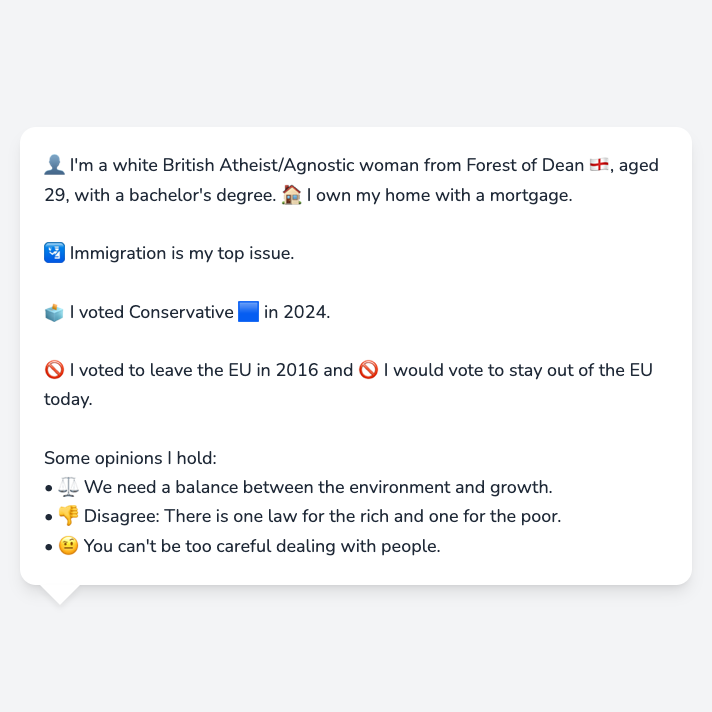 👤 I'm a white British Atheist/Agnostic woman from Forest of Dean 🏴󠁧󠁢󠁥󠁮󠁧󠁿, aged
29, with a bachelor's degree. 🏠 I own my home with a mortgage.
🛂 Immigration is my top issue.
🗳️ I voted Conservative 🟦 in 2024.
🚫 I voted to leave the EU in 2016 and 🚫 I would vote to stay out of the EU
today.
Some opinions I hold:
• ⚖️ We need a balance between the environment and growth.
• 👎 Disagree: There is one law for the rich and one for the poor.
• 🤨 You can't be too careful dealing with people.